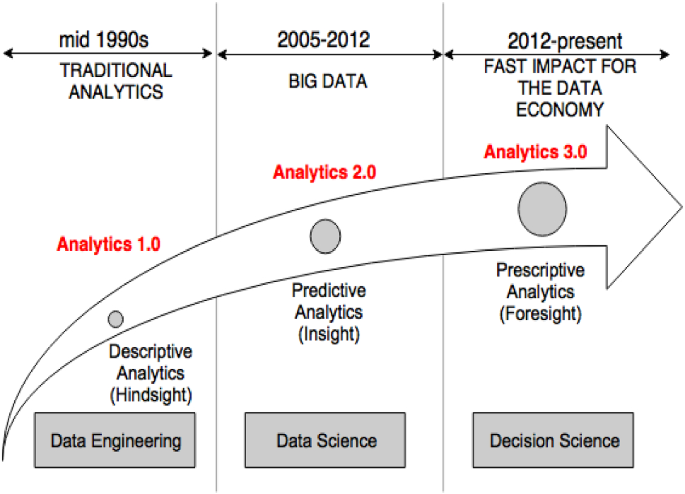 mid 1990s
TRADITIONAL
ANALYTICS
2005-2012
BIG DATA
2012-present
FAST IMPACT FOR
THE DATA
ECONOMY
Analytics 1.0
Analytics 2.0
Analytics 3.0
Descriptive
Analytics
(Hindsight)
Predictive
Analytics
(Insight)
Prescriptive
Analytics
(Foresight)
Data Engineering
Data Science
Decision Science